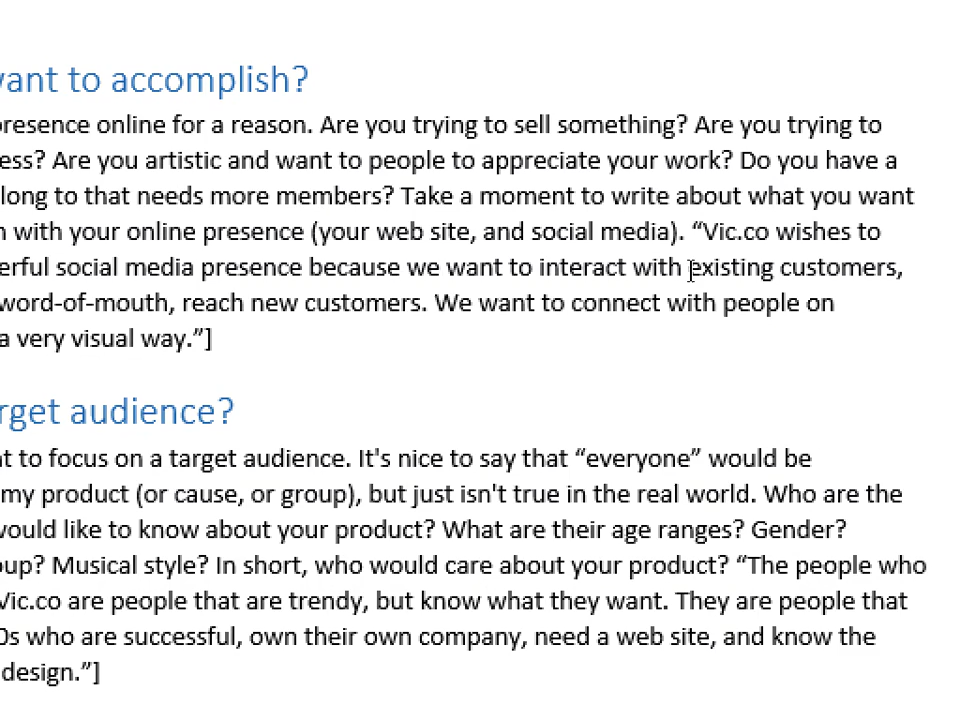 want to accomplish?
presence online for a reason. Are you trying to sell something? Are you trying to
ess? Are you artistic and want to people to appreciate your work? Do you have a
long to that needs more members? Take a moment to write about what you want
n with your online presence (your web site, and social media). “Vic.co wishes to
erful social media presence because we want to interact with existing customers,
word-of-mouth, reach new customers. We want to connect with people on
a very visual way.”]
rget audience?
nt to focus on a target audience. It's nice to say that “everyone” would be
my product (or cause, or group), but just isn't true in the real world. Who are the
would like to know about your product? What are their age ranges? Gender?
oup? Musical style? In short, who would care about your product? “The people who
Vic.co are people that are trendy, but know what they want. They are people that
0s who are successful, own their own company, need a web site, and know the
design.”]